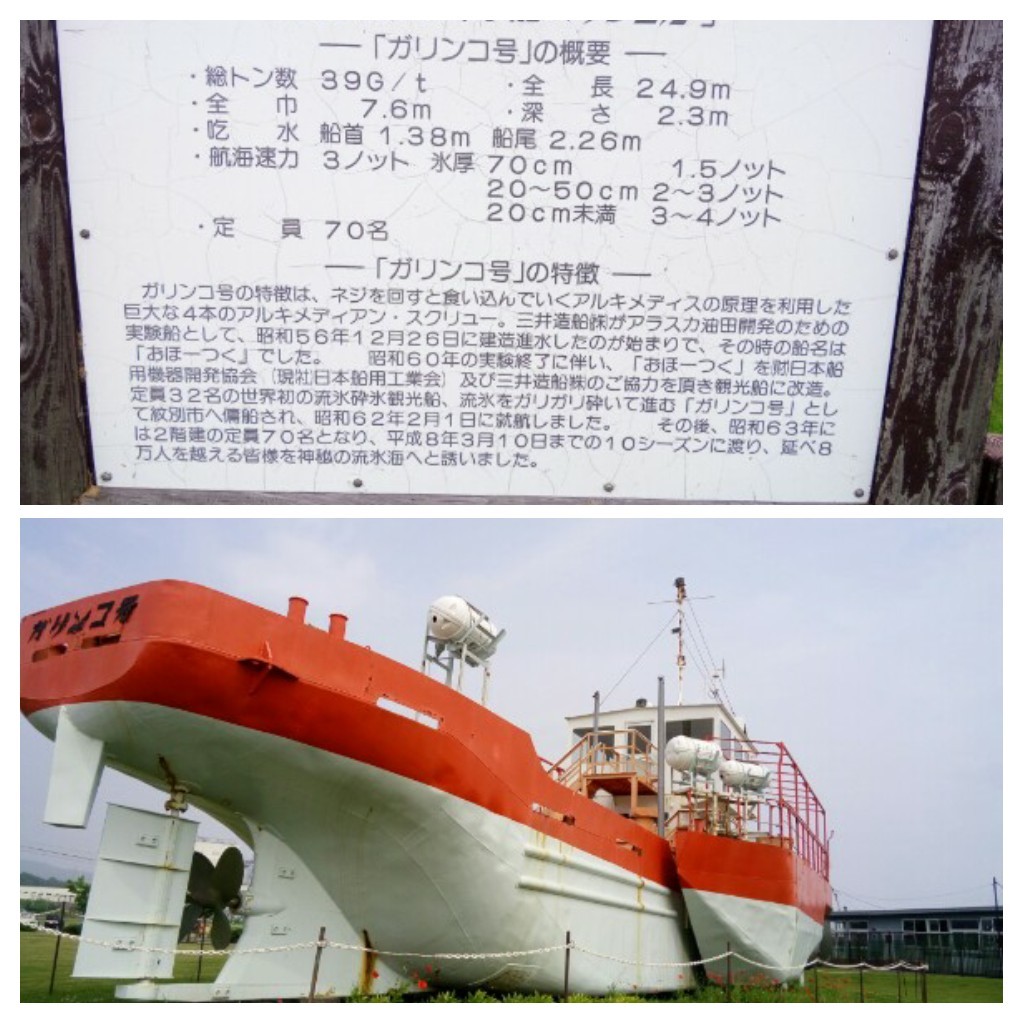 ―「ガリンコ号」の概要―
・総トン数 39G/t ・全長 24.9m
・全巾 7.6m ・深さ 2.3m
・吃水 船首 1.38m 船尾 2.26m
・航海速力 3ノット 氷厚 70cm 1.5ノット
20～50cm 2～3ノット
20cm未満 3～4ノット
・定員 70名
―「ガリンコ号」の特徴―
ガリンコ号の特徴は、ネジを回すと食い込んでいくアルキメディスの原理を利用した
巨大な4本のアルキメディアン・スクリュー。三井造船㈱がアラスカ油田開発のための
実験船として、昭和56年12月26日に建造進水したのが始まりで、その時の船名は
「おほーつく」でした。 昭和60年の実験終了に伴い、「おほーつく」を㈶日本船
用機器開発協会（現㈳日本船用工業会）及び三井造船㈱のご協力を頂き観光船に改造。
定員32名の世界初の流氷砕氷観光船、流氷をガリガリ砕いて進む「ガリンコ号」とし
て紋別市へ傭船され、昭和62年2月1日に就航しました。 その後、昭和63年に
は2階建の定員70名となり、平成8年3月10日までの10シーズンに渡り、延べ8
万人を越える皆様を神秘の流氷海へと誘いました。